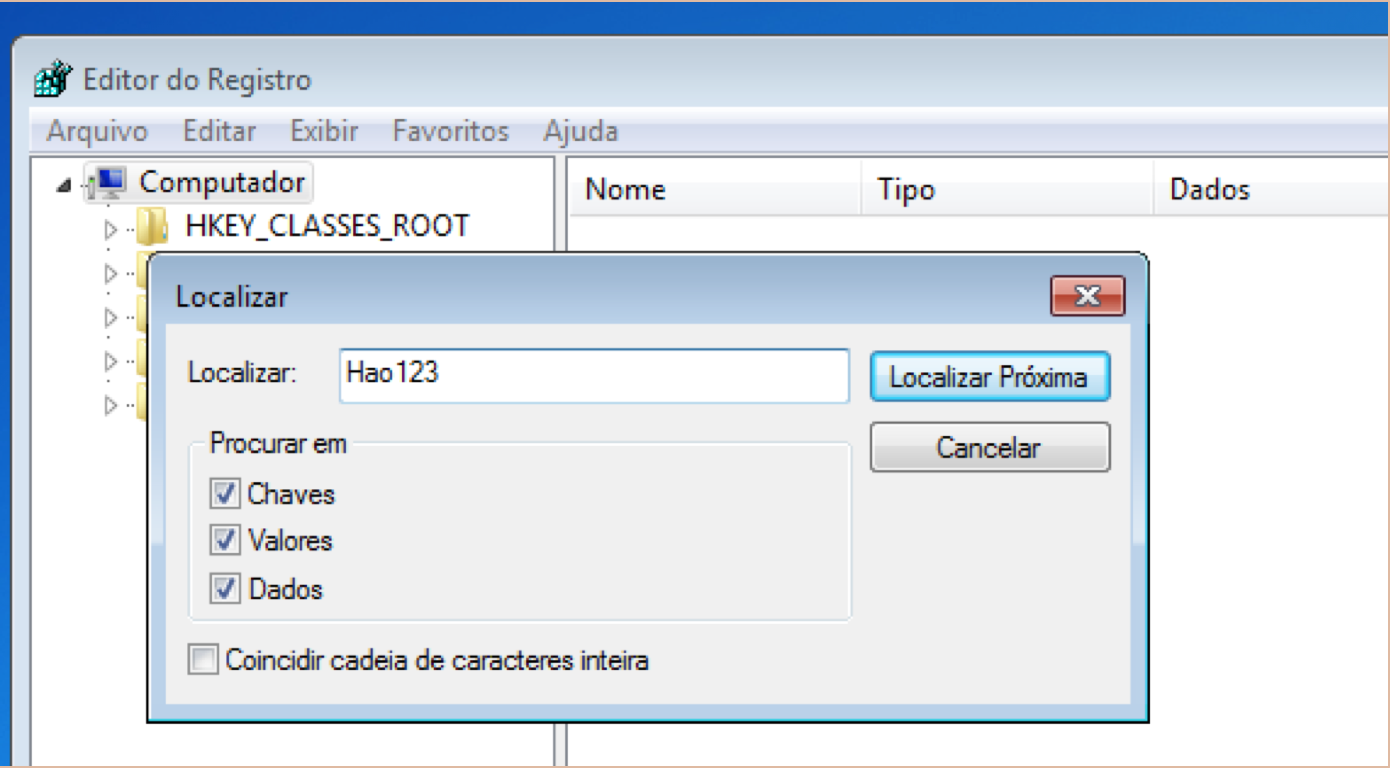 Editor do Registro
Arquivo Editar Exibir Favoritos Ajuda
Computador
Nome Tipo Dados
HKEY_CLASSES_ROOT
Localizar
Localizar: Hao123 Localizar Próxima
Procurar em Cancelar
Chaves
Valores
Dados
Coincidir cadeia de caracteres inteira